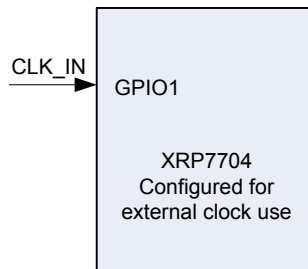 CLK_IN
GPIO1
XRP7704
Configured for
external clock use